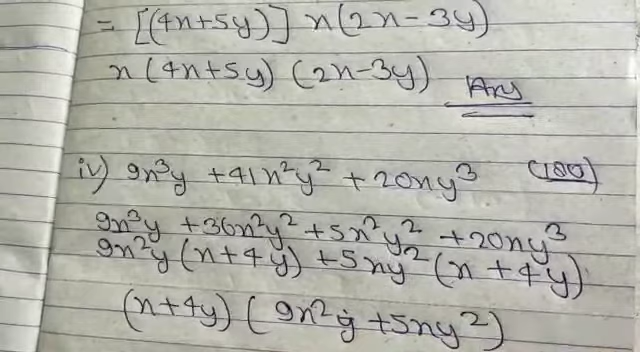 = [(4x+5y)] x(2x-3y)
x(4x+5y) (2x-3y) Ans
iv) 9x³y + 41x²y² + 20xy³ (180)
9x³y + 36x²y² + 5x²y² + 20xy³
9x²y (x+4y) + 5xy² (x+4y)
(x+4y) (9x²y + 5xy²)